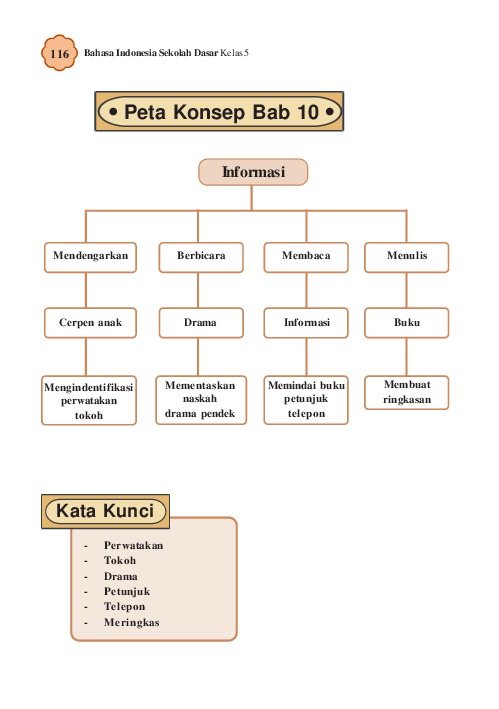 116 Bahasa Indonesia Sekolah Dasar Kelas 5
• Peta Konsep Bab 10 •
Informasi
Mendengarkan
Berbicara
Membaca
Menulis
Cerpen anak
Drama
Informasi
Buku
Mengindentifikasi
perwatakan
tokoh
Mementaskan
naskah
drama pendek
Memindai buku
petunjuk
telepon
Membuat
ringkasan
Kata Kunci
- Perwatakan
- Tokoh
- Drama
- Petunjuk
- Telepon
- Meringkas